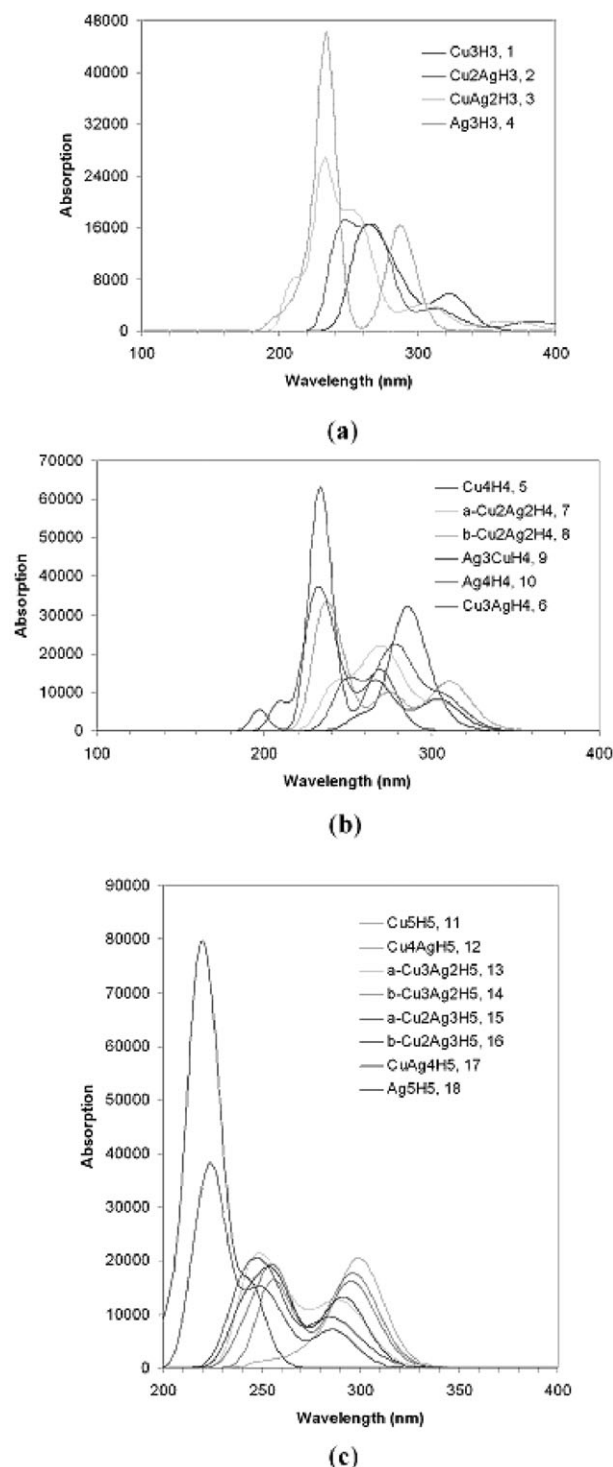 48000
40000
32000
24000
16000
8000
0
Absorption
Cu3H3, 1
Cu2AgH3, 2
CuAg2H3, 3
Ag3H3, 4
100 200 300 400
Wavelength (nm)
(a)
70000
60000
50000
40000
30000
20000
10000
0
Absorption
Cu4H4, 5
a-Cu2Ag2H4, 7
b-Cu2Ag2H4, 8
Ag3CuH4, 9
Ag4H4, 10
Cu3AgH4, 6
100 200 300 400
Wavelength (nm)
(b)
90000
80000
70000
60000
50000
40000
30000
20000
10000
0
Absorption
Cu5H5, 11
Cu4AgH5, 12
a-Cu3Ag2H5, 13
b-Cu3Ag2H5, 14
a-Cu2Ag3H5, 15
b-Cu2Ag3H5, 16
CuAg4H5, 17
Ag5H5, 18
200 250 300 350 400
Wavelength (nm)
(c)